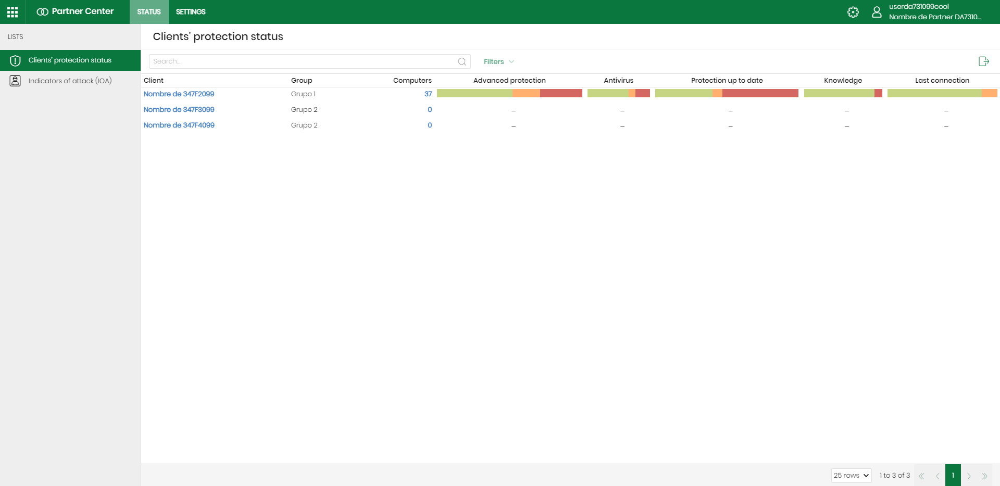 Partner Center
STATUS
SETTINGS
userda731099cool
Nombre de Partner DA7310...
LISTS
Clients' protection status
Indicators of attack (IOA)
Clients' protection status
Search...
Filters
Client Group Computers Advanced protection Antivirus Protection up to date Knowledge Last connection
Nombre de 347F2099 Grupo 1 37
Nombre de 347F3099 Grupo 2 0 – – – – –
Nombre de 347F4099 Grupo 2 0 – – – – –
25 rows 1 to 3 of 3 1